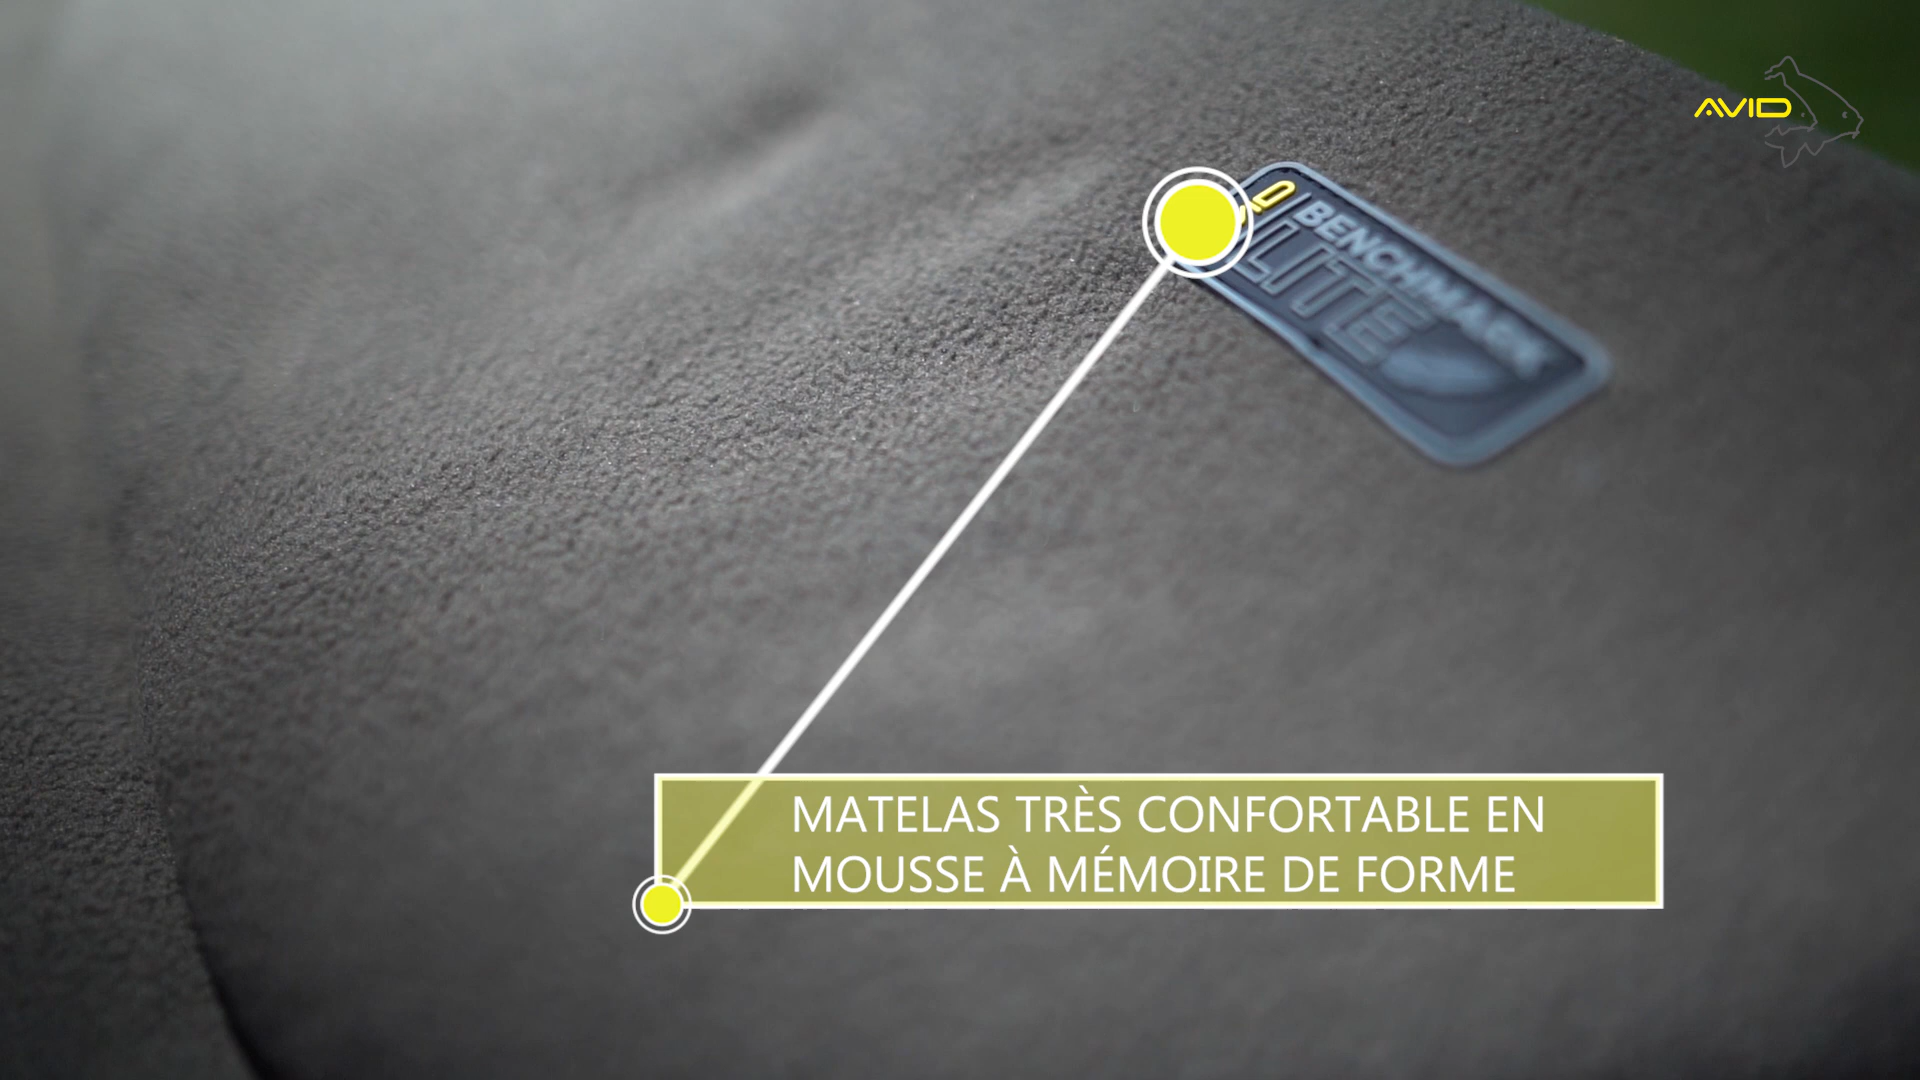 AVID
BENCHMARK
LITE
MATELAS TRÈS CONFORTABLE EN
MOUSSE À MÉMOIRE DE FORME